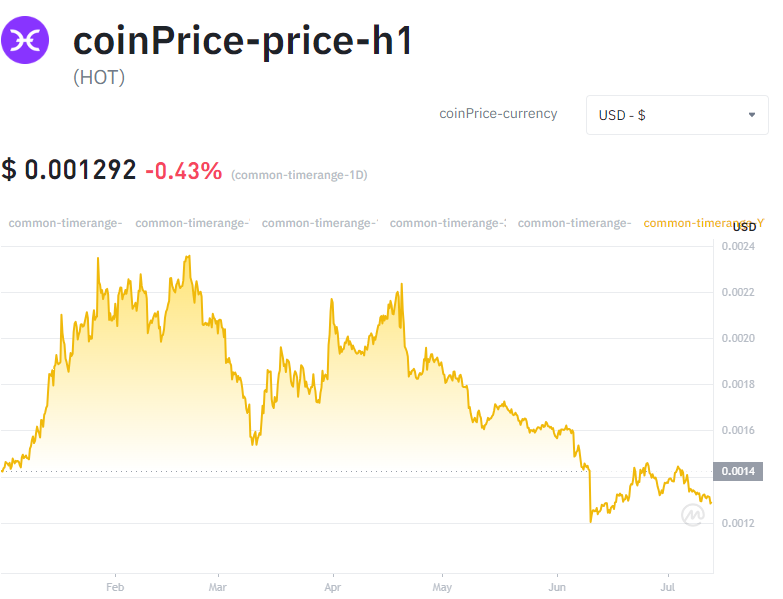 coinPrice-price-h1
(HOT)
coinPrice-currency
USD - $
$ 0.001292 -0.43% (common-timerange-1D)
common-timerange- common-timerange- common-timerange- common-timerange- common-timerange- common-timerange-Y
USD
0.0024
0.0022
0.0020
0.0018
0.0016
0.0014
0.0012
Feb Mar Apr May Jun Jul